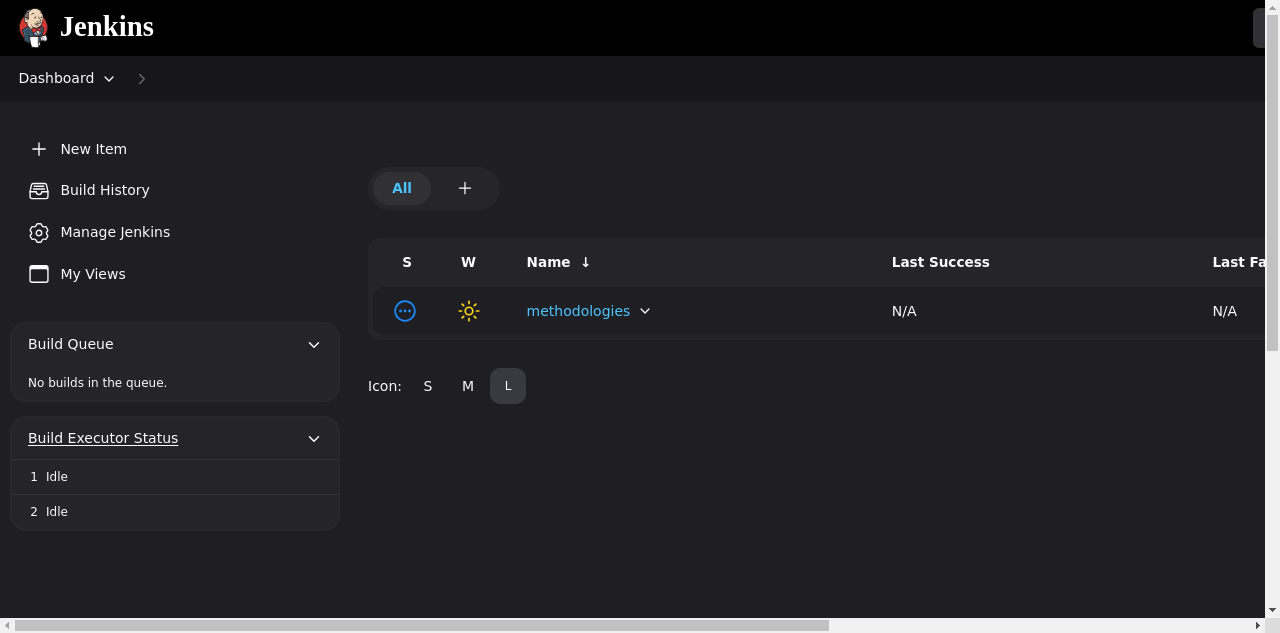 Jenkins
Dashboard
New Item
Build History
Manage Jenkins
My Views
Build Queue
No builds in the queue.
Build Executor Status
1 Idle
2 Idle
All
S W Name ↓ Last Success Last Fa
methodologies N/A N/A
Icon: S M L